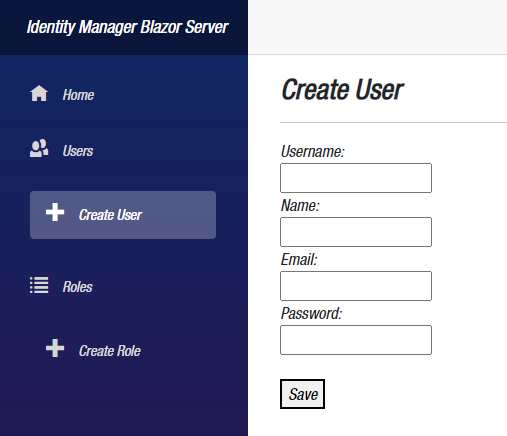 Identity Manager Blazor Server
Home
Users
Create User
Roles
Create Role
Create User
Username:
Name:
Email:
Password:
Save